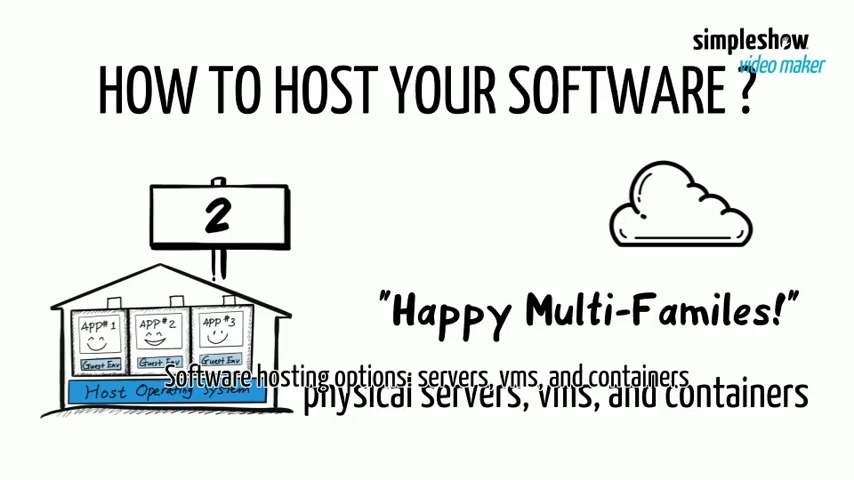 simpleshow
video maker
HOW TO HOST YOUR SOFTWARE ?
2
"Happy Multi-Familes!"
APP#1 APP#2 APP#3
Guest Env Guest Env Guest Env
Software hosting options: servers, vms, and containers
Host Operating System
physical servers, vms, and containers